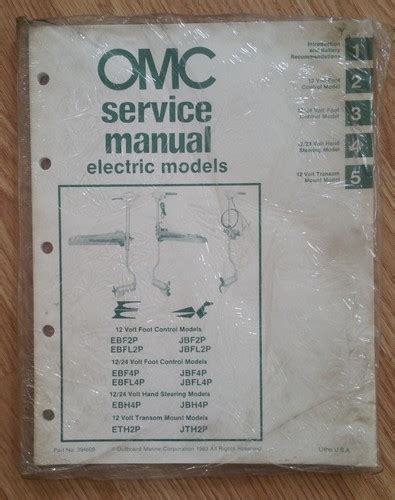 OMC
service
manual
electric models
Introduction
and Battery
Recommendations
1
12 Volt Foot
Control Model
2
12/24 Volt Foot
Control Model
3
12/24 Volt Hand
Steering Model
4
12 Volt Transom
Mount Model
5
12 Volt Foot Control Models
EBF2P JBF2P
EBFL2P JBFL2P
12/24 Volt Foot Control Models
EBF4P JBF4P
EBFL4P JBFL4P
12/24 Volt Hand Steering Models
EBH4P JBH4P
12 Volt Transom Mount Models
ETH2P JTH2P
Part No.
© Outboard Marine Corporation 1983 All Rights Reserved
Litho U.S.A.